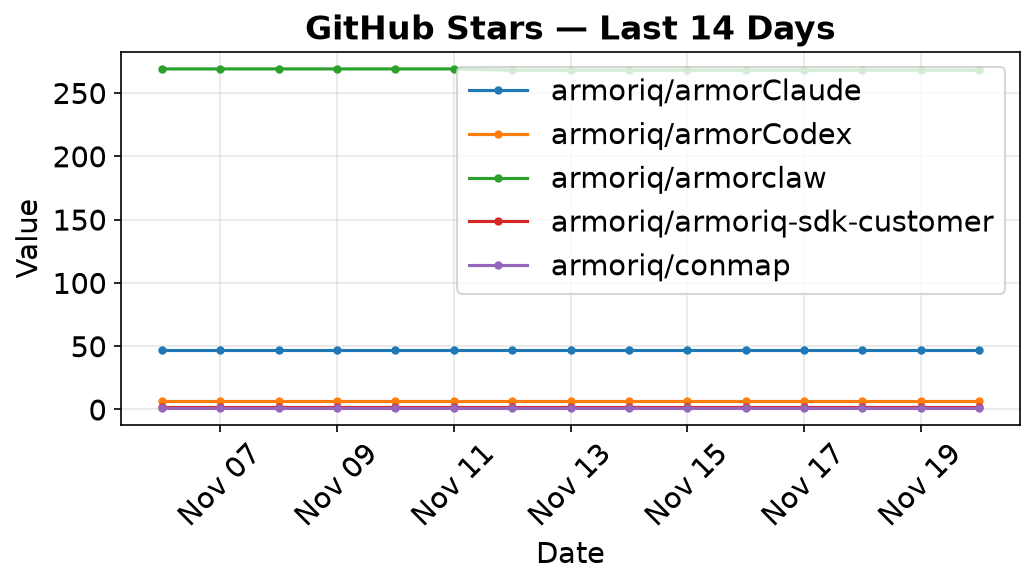 GitHub Stars — Last 14 Days
Value
250
200
150
100
50
0
armoriq/armorClaude
armoriq/armorCodex
armoriq/armorclaw
armoriq/armoriq-sdk-customer
armoriq/conmap
Nov 07
Nov 09
Nov 11
Nov 13
Nov 15
Nov 17
Nov 19
Date